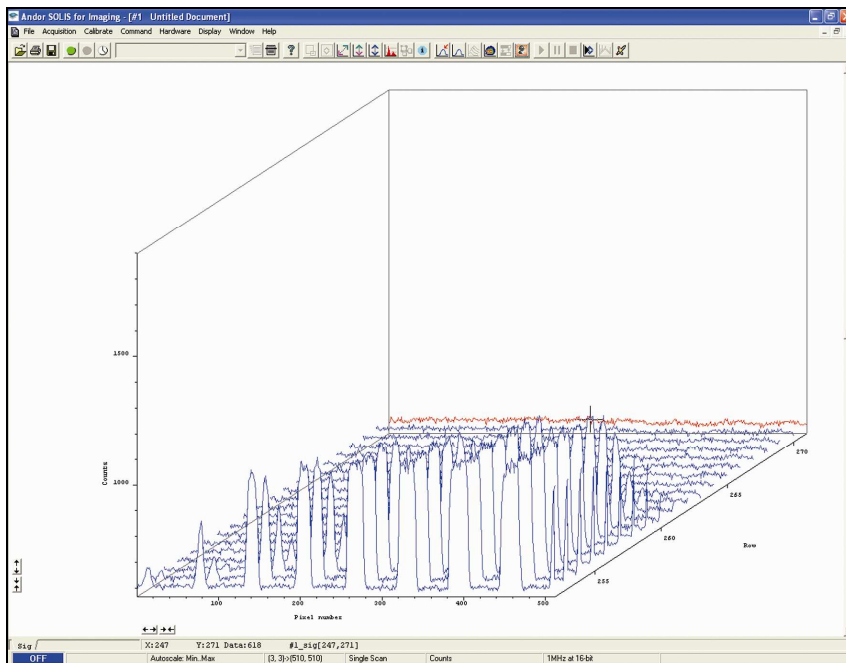 Andor SOLIS for Imaging - [#1 Untitled Document]
File Acquisition Calibrate Command Hardware Display Window Help
1500
1000
Counts
100
200
300
400
500
Pixel number
255
260
265
270
Row
Sig
X:247 Y:271 Data:618 #1_sig[247,271]
OFF Autoscale: Min..Max (3, 3)->(510, 510) Single Scan Counts 1MHz at 16-bit